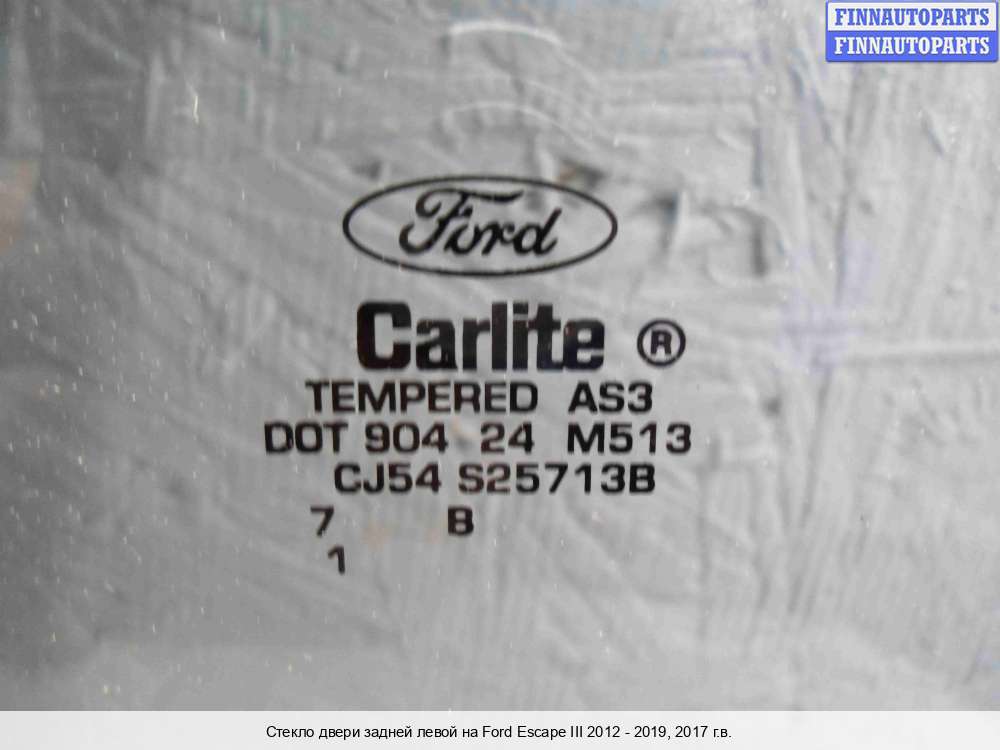 FINNAUTOPARTS
FINNAUTOPARTS
Ford
Carlite ®
TEMPERED AS3
DOT 904 24 M513
CJ54 S25713B
7 B
1
Стекло двери задней левой на Ford Escape III 2012 - 2019, 2017 г.в.